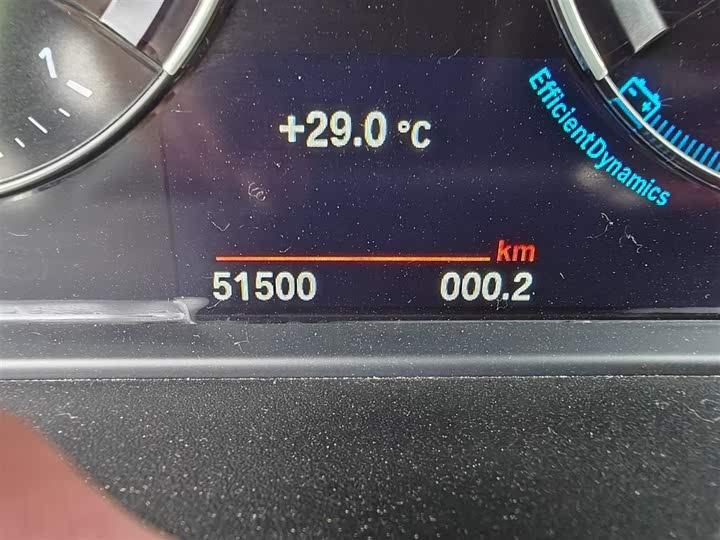 1
+29.0 °C
EfficientDynamics
km
51500 000.2